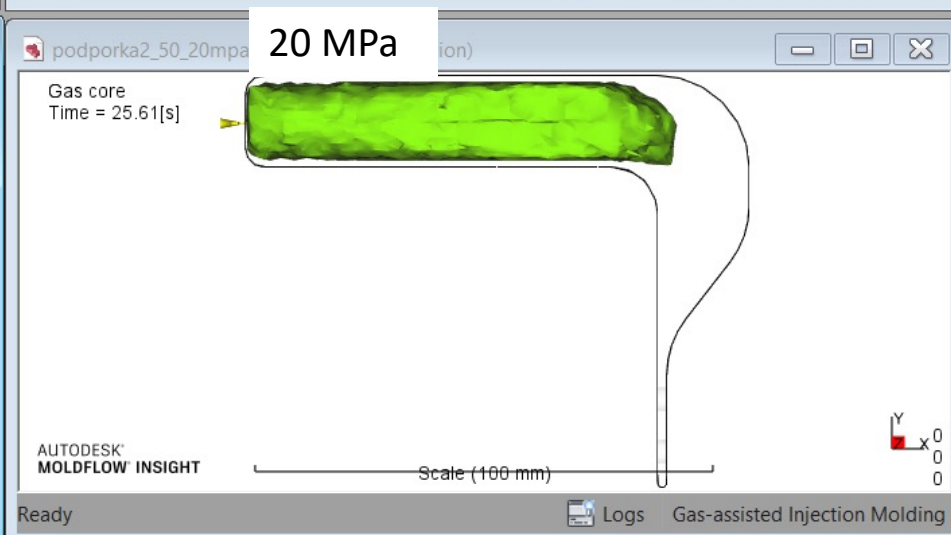 podporka2_50_20mpa
20 MPa
ion)
Gas core
Time = 25.61[s]
AUTODESK®
MOLDFLOW® INSIGHT
Scale (100 mm)
Y
Z
X
0
0
0
Ready
Logs
Gas-assisted Injection Molding